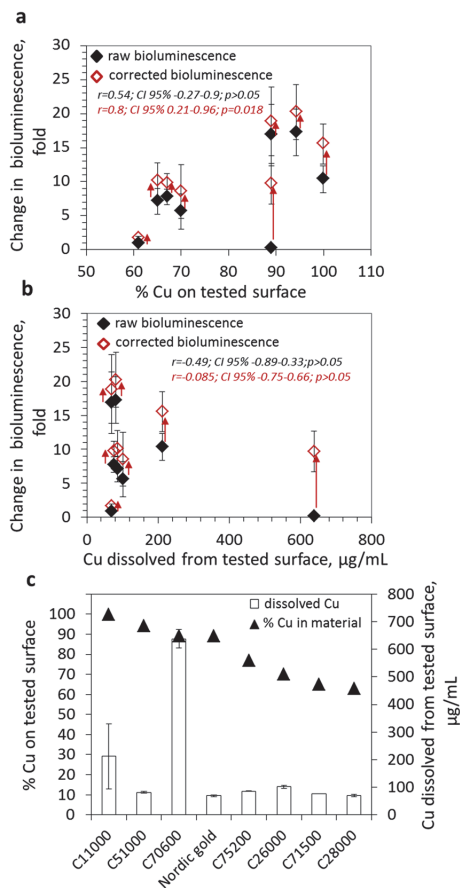 a
Change in bioluminescence,
fold
30
25
20
15
10
5
0
raw bioluminescence
corrected bioluminescence
r=0.54; CI 95% -0.27-0.9; p>0.05
r=0.8; CI 95% 0.21-0.96; p=0.018
50 60 70 80 90 100 110
% Cu on tested surface
b
Change in bioluminescence,
fold
30
25
20
15
10
5
0
raw bioluminescence
corrected bioluminescence
r=-0.49; CI 95% -0.89-0.33;p>0.05
r=-0.085; CI 95% -0.75-0.66; p>0.05
0 200 400 600 800
Cu dissolved from tested surface, µg/mL
c
% Cu on tested surface
100
90
80
70
60
50
40
30
20
10
0
dissolved Cu
% Cu in material
800
700
600
500
400
300
200
100
0
Cu dissolved from tested surface,
µg/mL
C11000
C51000
C70600
Nordic gold
C75200
C26000
C71500
C28000